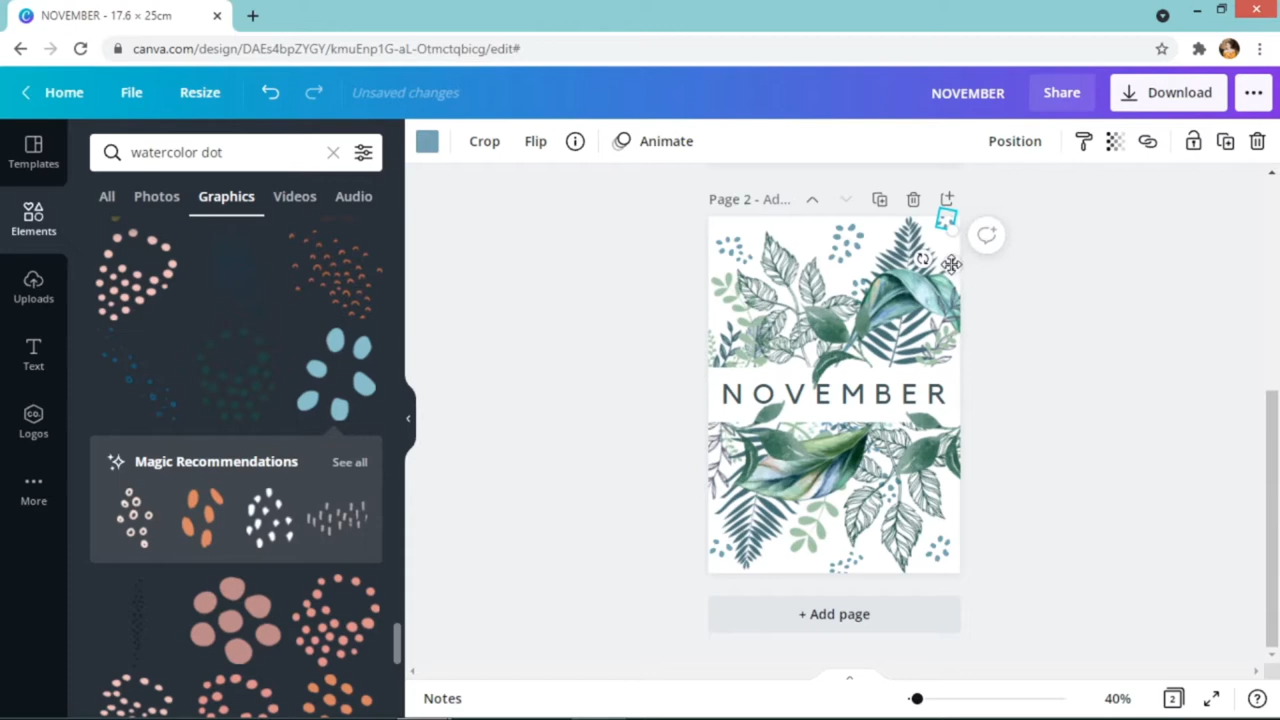 NOVEMBER - 17.6 × 25cm
canva.com/design/DAEs4bpZYGY/kmuEnp1G-aL-Otmctqbicg/edit#
Home File Resize Unsaved changes NOVEMBER Share Download
Templates
Elements
Uploads
Text
CO.
Logos
More
watercolor dot
All Photos Graphics Videos Audio
Magic Recommendations See all
Crop Flip Animate Position
Page 2 - Ad...
NOVEMBER
+ Add page
Notes 40% 2